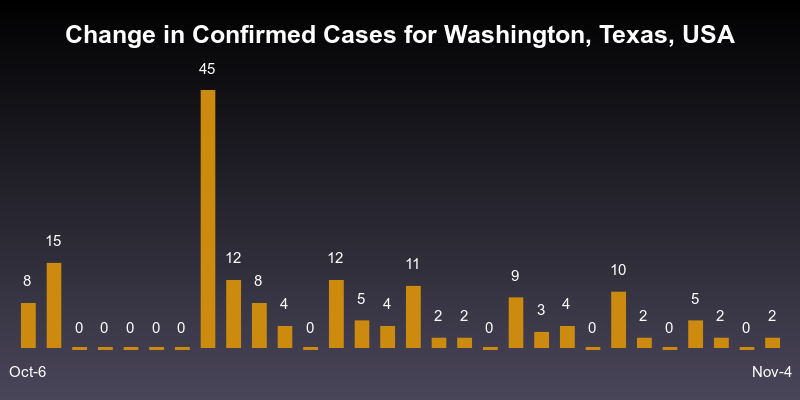 Change in Confirmed Cases for Washington, Texas, USA
8 15 0 0 0 0 0 45 12 8 4 0 12 5 4 11 2 2 0 9 3 4 0 10 2 0 5 2 0 2
Oct-6 Nov-4